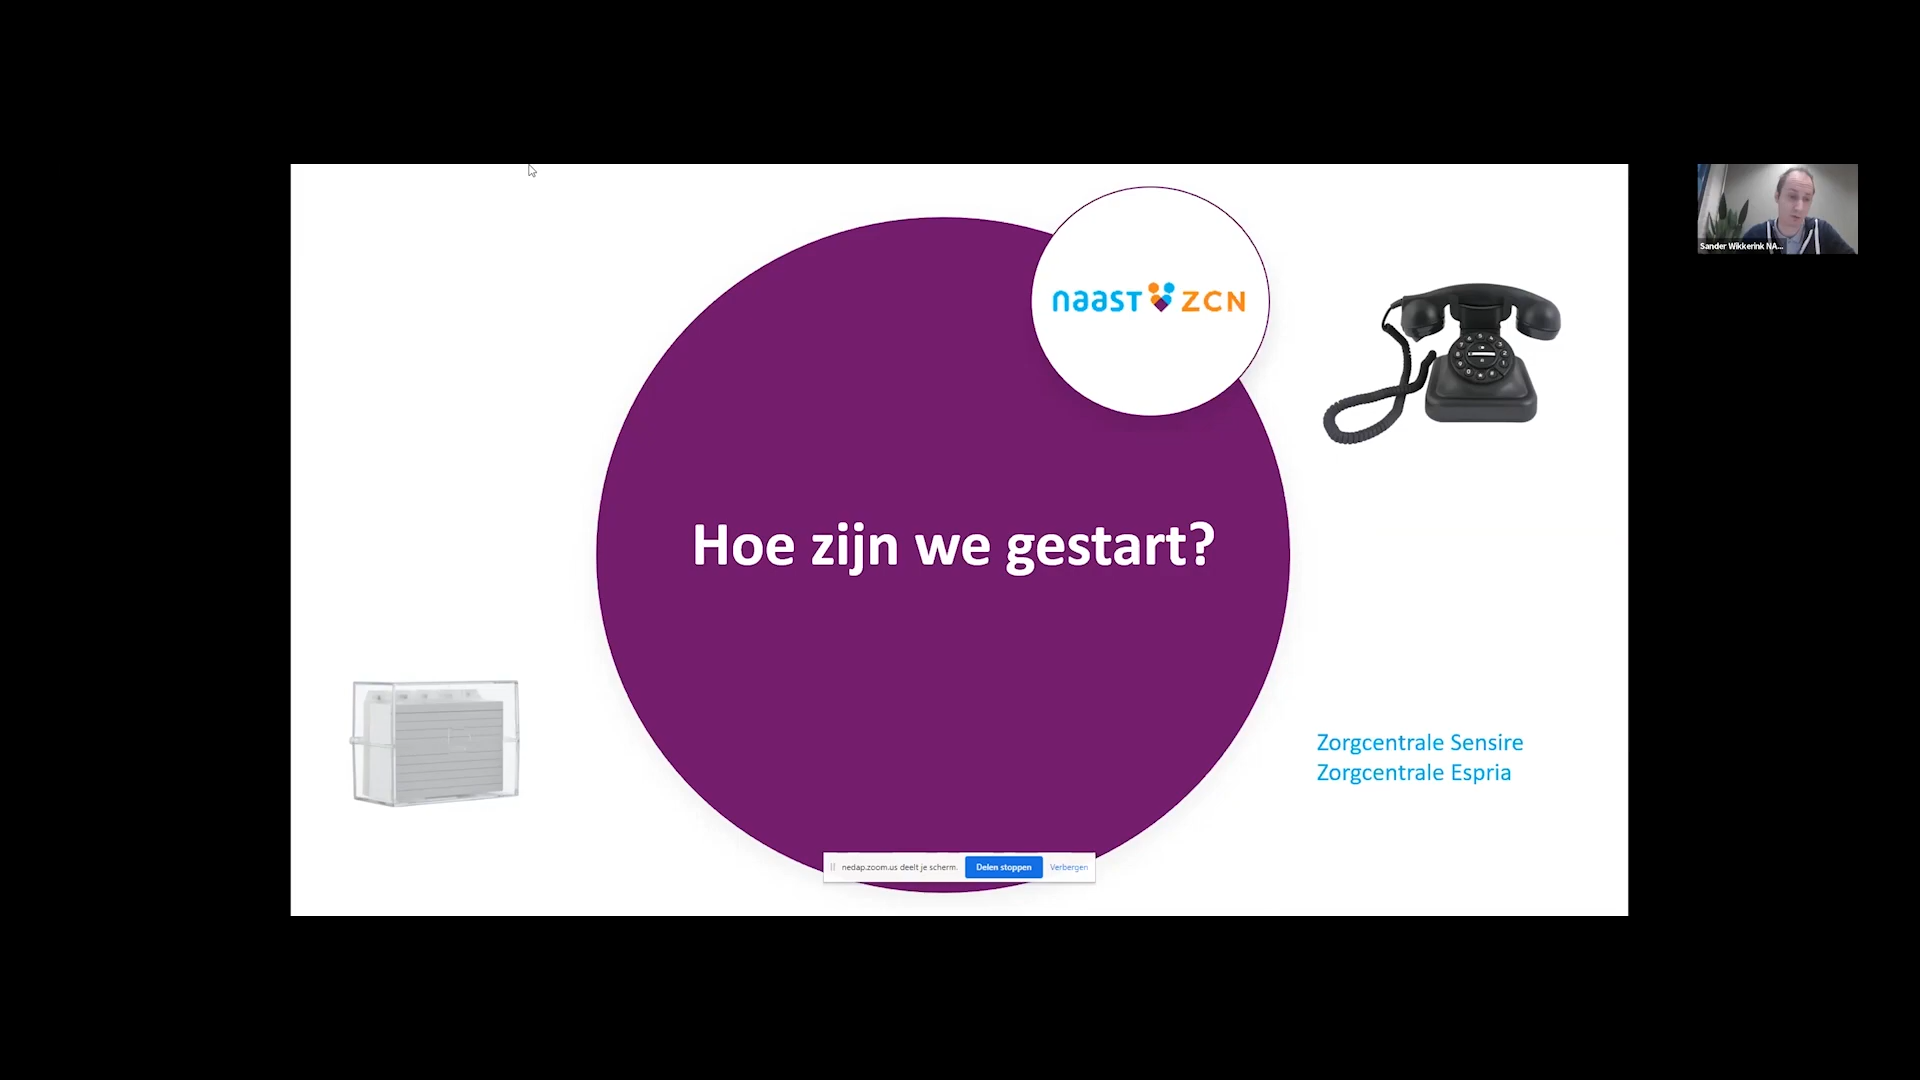 naast ZCN
Sander Wikkerink NA...
Hoe zijn we gestart?
Zorgcentrale Sensire
Zorgcentrale Espria
nedap.zoom.us deelt je scherm. Delen stoppen Verbergen